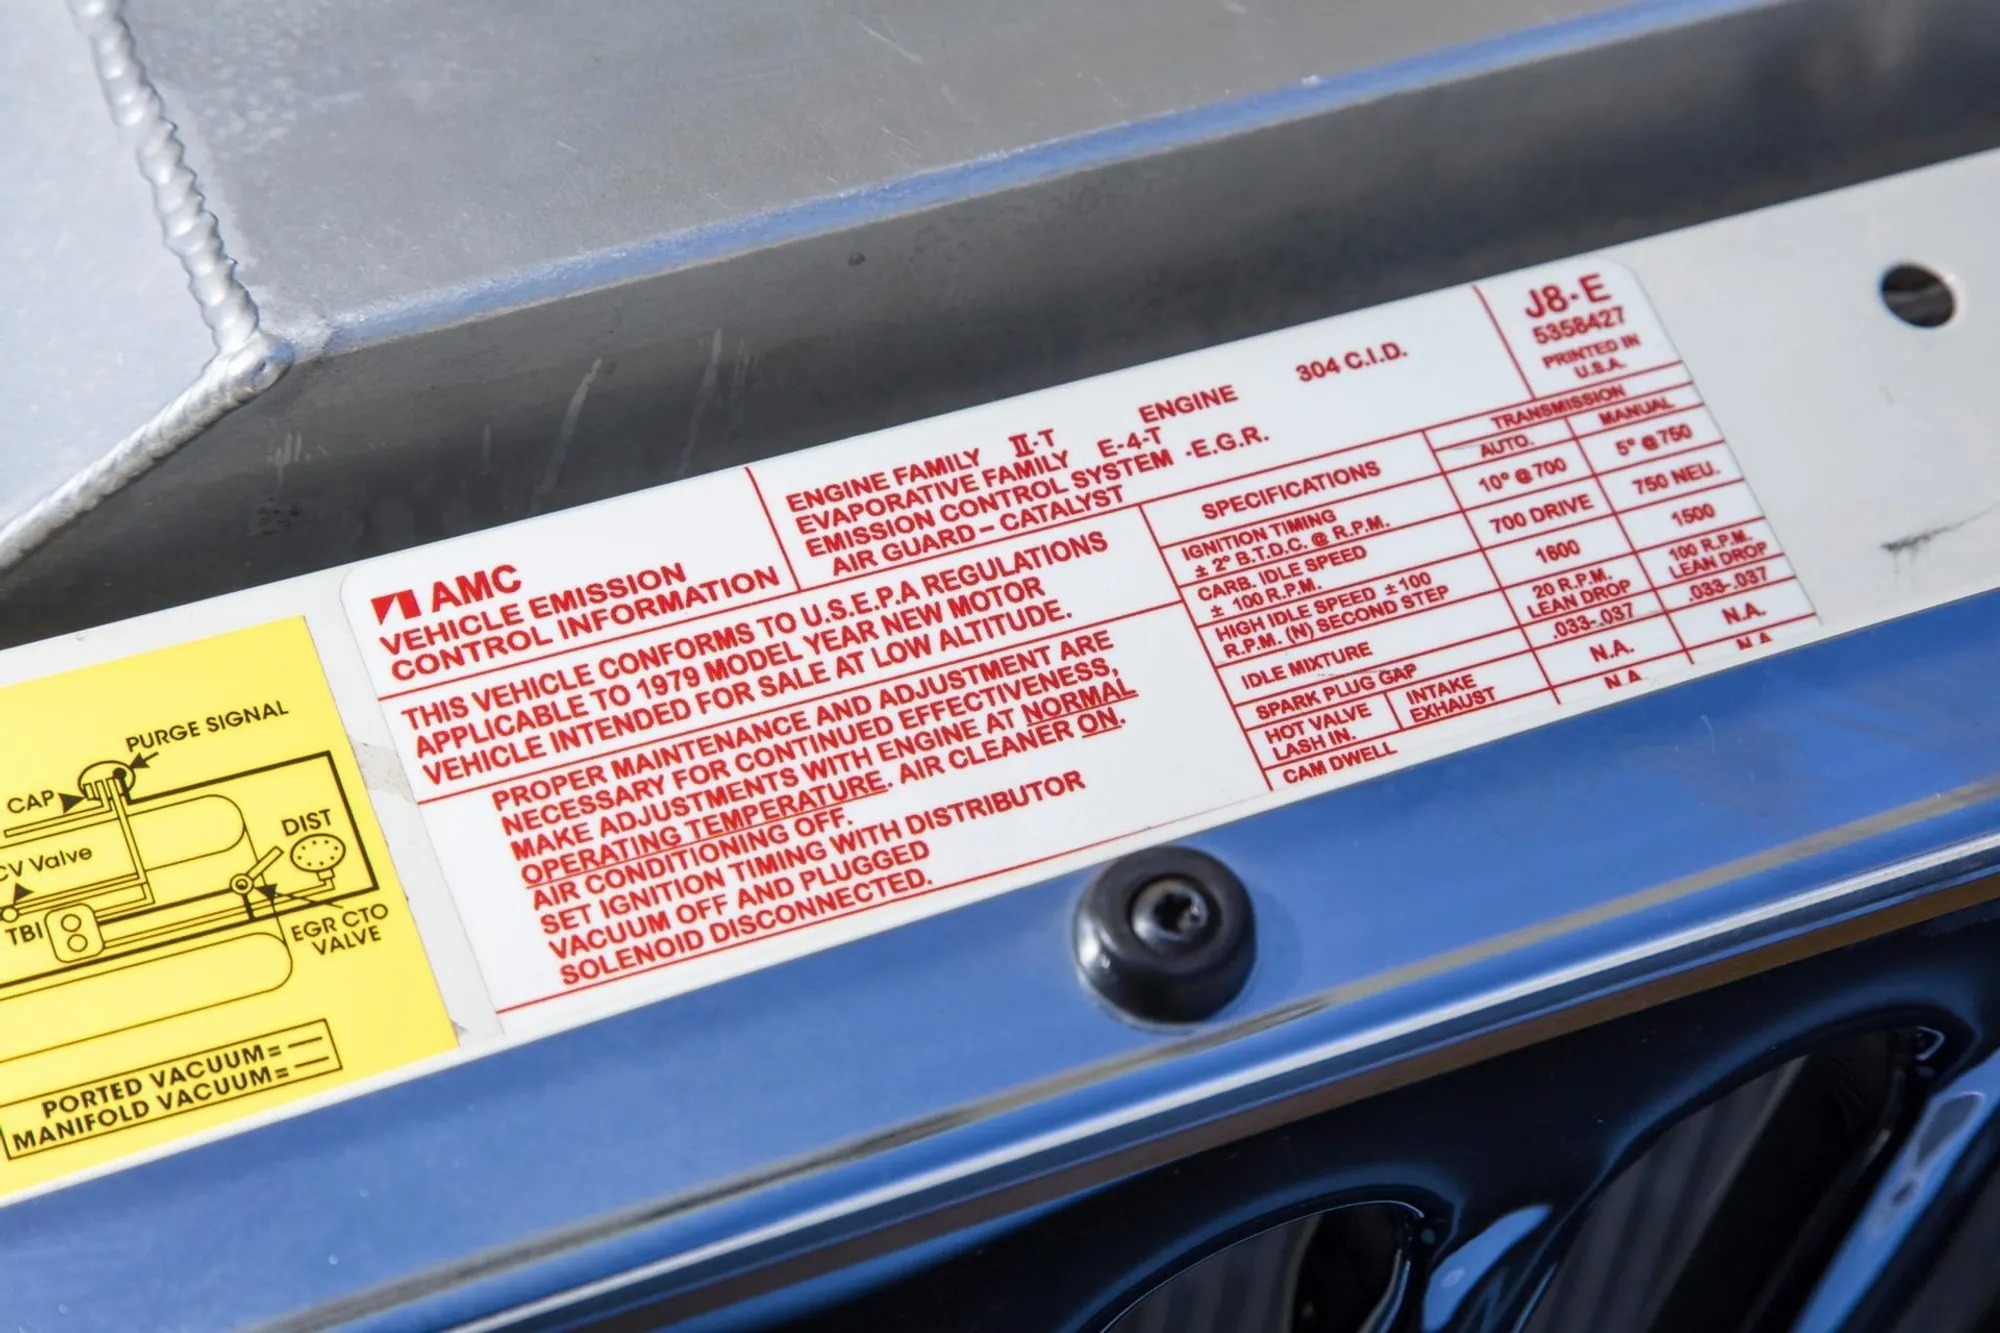 PURGE SIGNAL
CAP
DIST
CV Valve
TBI
EGR CTO
VALVE
PORTED VACUUM=
MANIFOLD VACUUM=
AMC
VEHICLE EMISSION
CONTROL INFORMATION
ENGINE FAMILY II-T ENGINE 304 C.I.D.
EVAPORATIVE FAMILY E-4-T
EMISSION CONTROL SYSTEM -E.G.R.
AIR GUARD – CATALYST
J8-E
5358427
PRINTED IN
U.S.A.
THIS VEHICLE CONFORMS TO U.S.E.P.A REGULATIONS
APPLICABLE TO 1979 MODEL YEAR NEW MOTOR
VEHICLE INTENDED FOR SALE AT LOW ALTITUDE.
PROPER MAINTENANCE AND ADJUSTMENT ARE
NECESSARY FOR CONTINUED EFFECTIVENESS,
MAKE ADJUSTMENTS WITH ENGINE AT NORMAL
OPERATING TEMPERATURE. AIR CLEANER ON.
AIR CONDITIONING OFF.
SET IGNITION TIMING WITH DISTRIBUTOR
VACUUM OFF AND PLUGGED
SOLENOID DISCONNECTED.
TRANSMISSION
SPECIFICATIONS AUTO. MANUAL
IGNITION TIMING
± 2° B.T.D.C. @ R.P.M. 10° @ 700 5° @ 750
CARB. IDLE SPEED
± 100 R.P.M. 700 DRIVE 750 NEU.
HIGH IDLE SPEED ±100
R.P.M. (N) SECOND STEP 1600 1500
IDLE MIXTURE 20 R.P.M. 100 R.P.M.
LEAN DROP LEAN DROP
SPARK PLUG GAP .033-.037 .033-.037
HOT VALVE INTAKE N.A. N.A.
LASH IN. EXHAUST N.A. N.A.
CAM DWELL